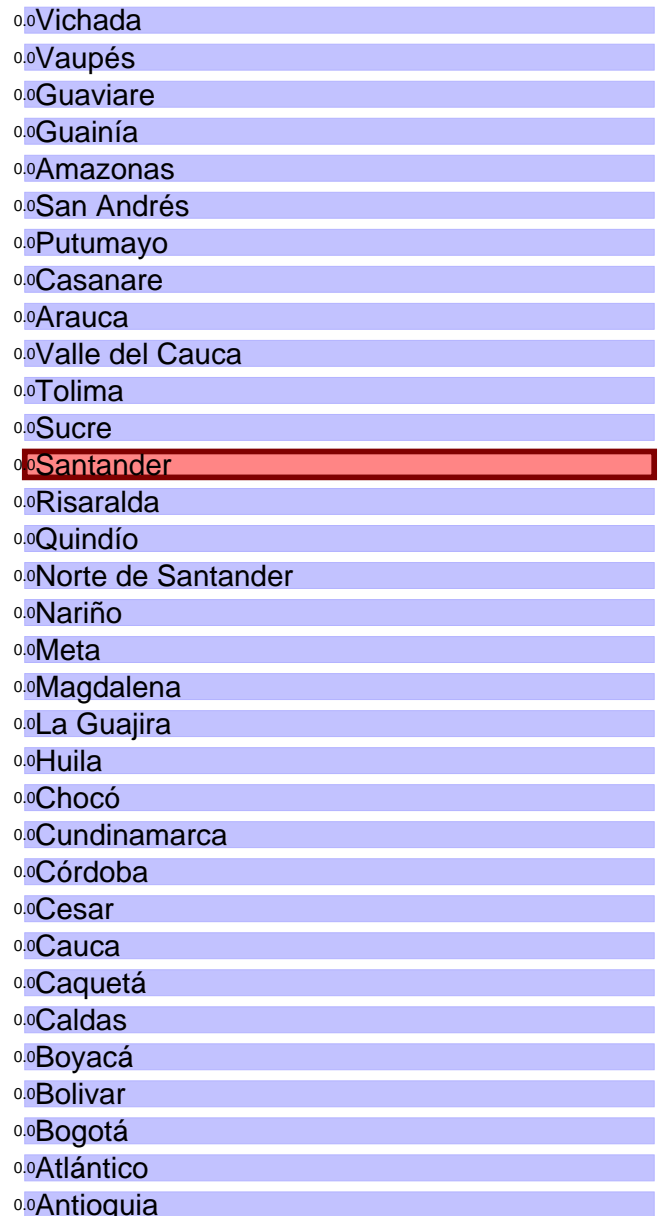 0.0Vichada
0.0Vaupés
0.0Guaviare
0.0Guainía
0.0Amazonas
0.0San Andrés
0.0Putumayo
0.0Casanare
0.0Arauca
0.0Valle del Cauca
0.0Tolima
0.0Sucre
0.0Santander
0.0Risaralda
0.0Quindío
0.0Norte de Santander
0.0Nariño
0.0Meta
0.0Magdalena
0.0La Guajira
0.0Huila
0.0Chocó
0.0Cundinamarca
0.0Córdoba
0.0Cesar
0.0Cauca
0.0Caquetá
0.0Caldas
0.0Boyacá
0.0Bolivar
0.0Bogotá
0.0Atlántico
0.0Antioquia